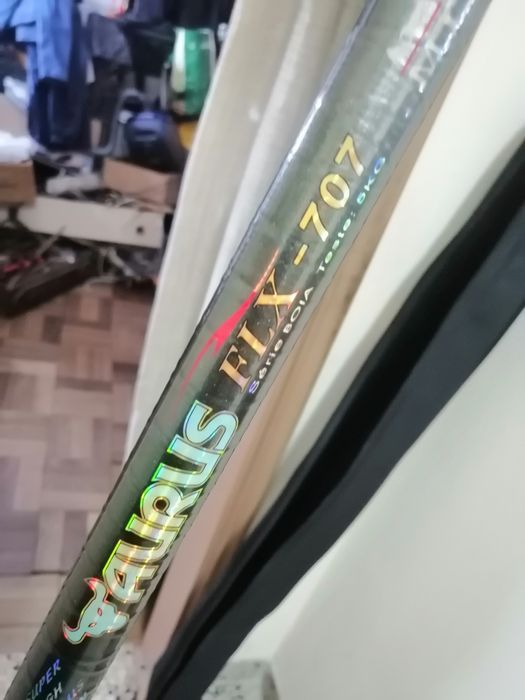 TAURUS FLX -707
Série BOIA Teste: 8KG
SUPER